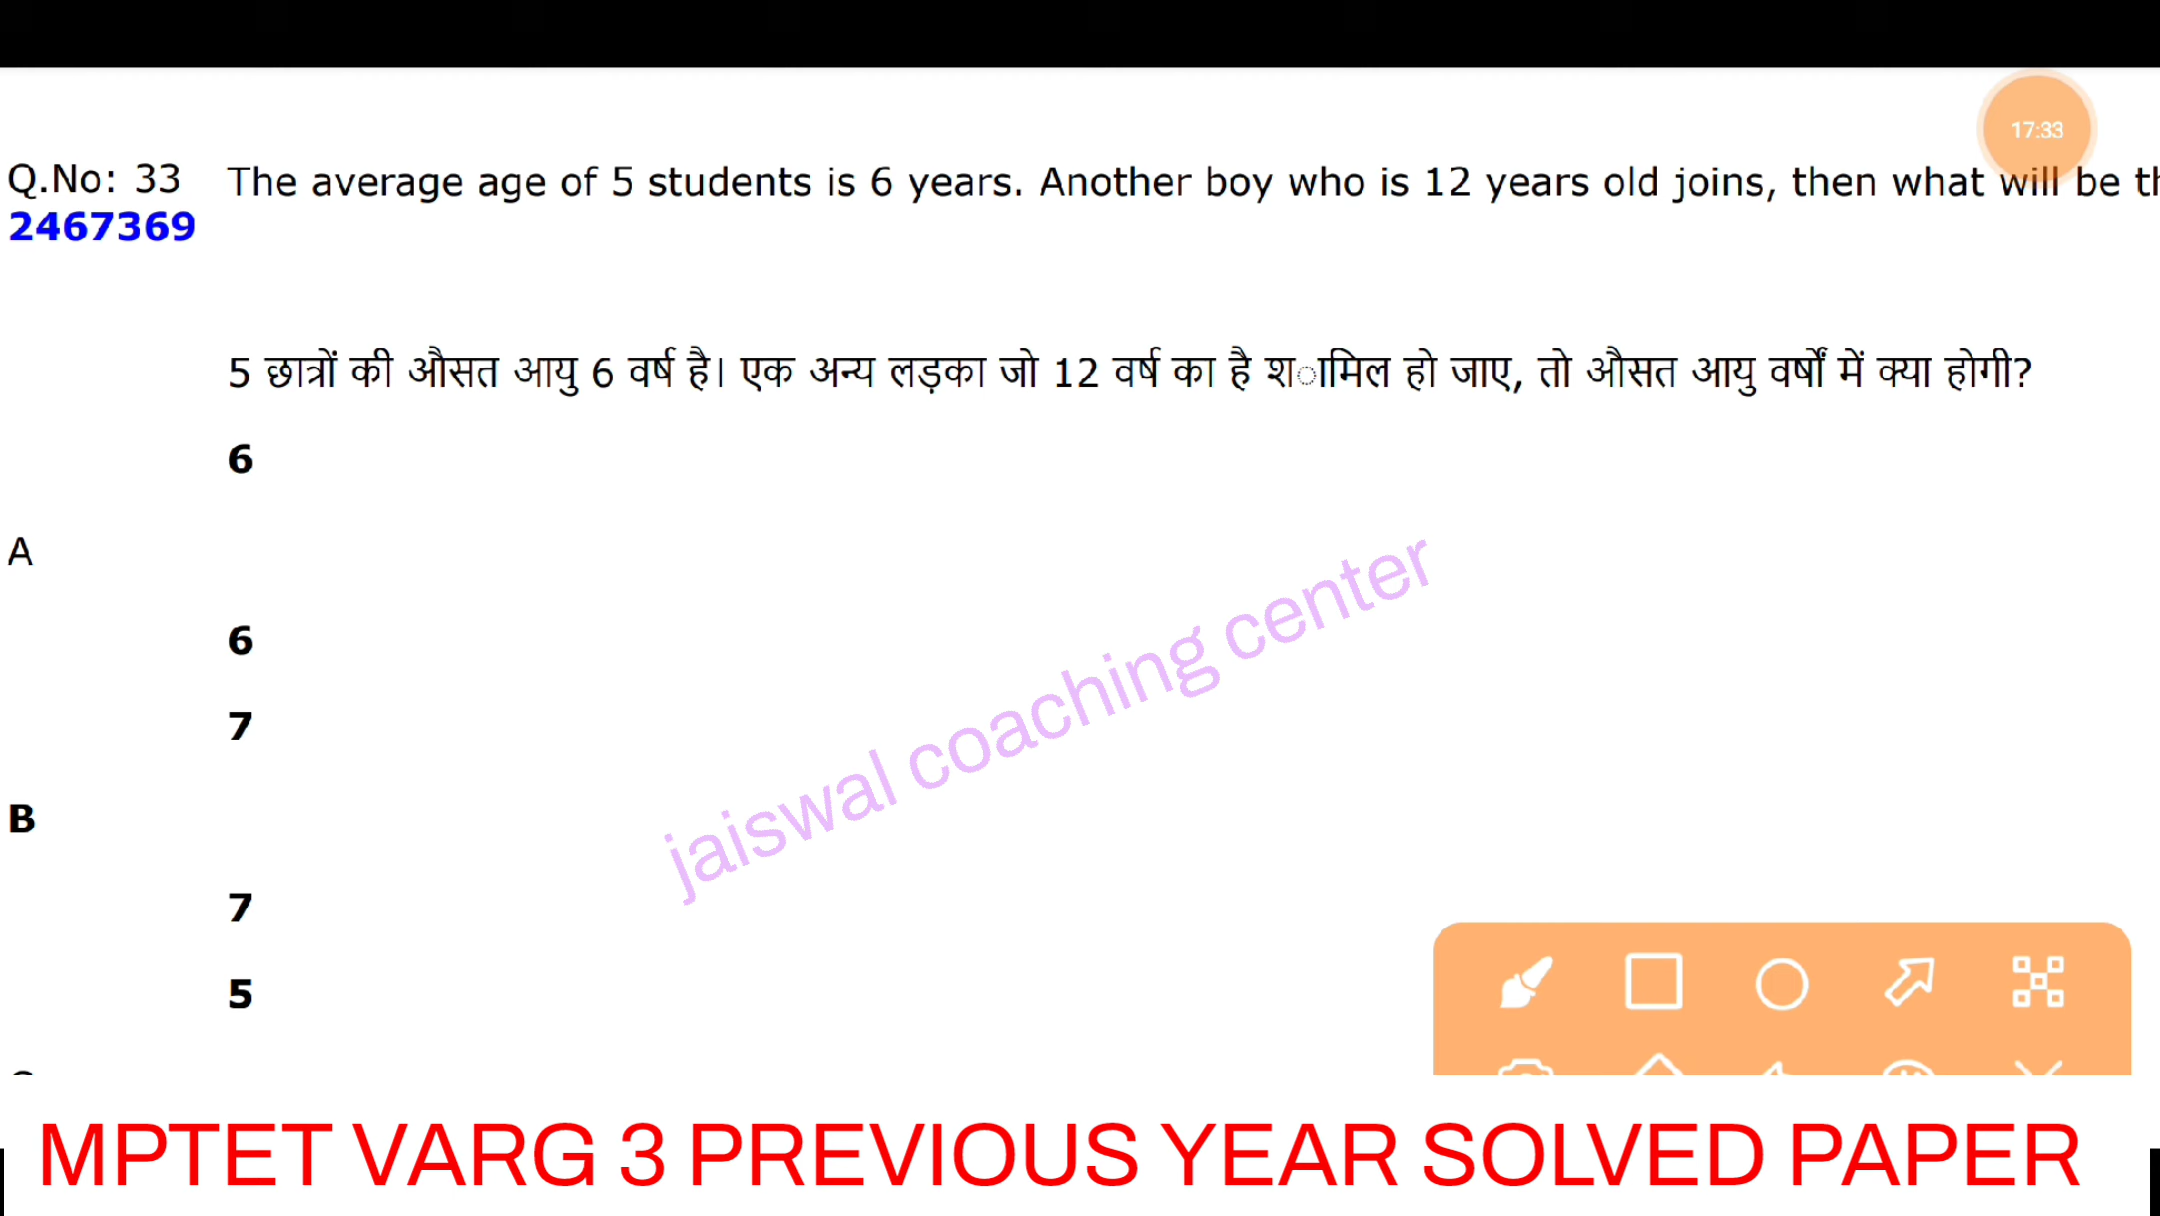 17:33
Q.No: 33 The average age of 5 students is 6 years. Another boy who is 12 years old joins, then what will be th
2467369
5 छात्रों की औसत आयु 6 वर्ष है। एक अन्य लड़का जो 12 वर्ष का है श◌ामिल हो जाए, तो औसत आयु वर्षों में क्या होगी?
6
A
6
7
B
7
5
jaiswal coaching center
MPTET VARG 3 PREVIOUS YEAR SOLVED PAPER